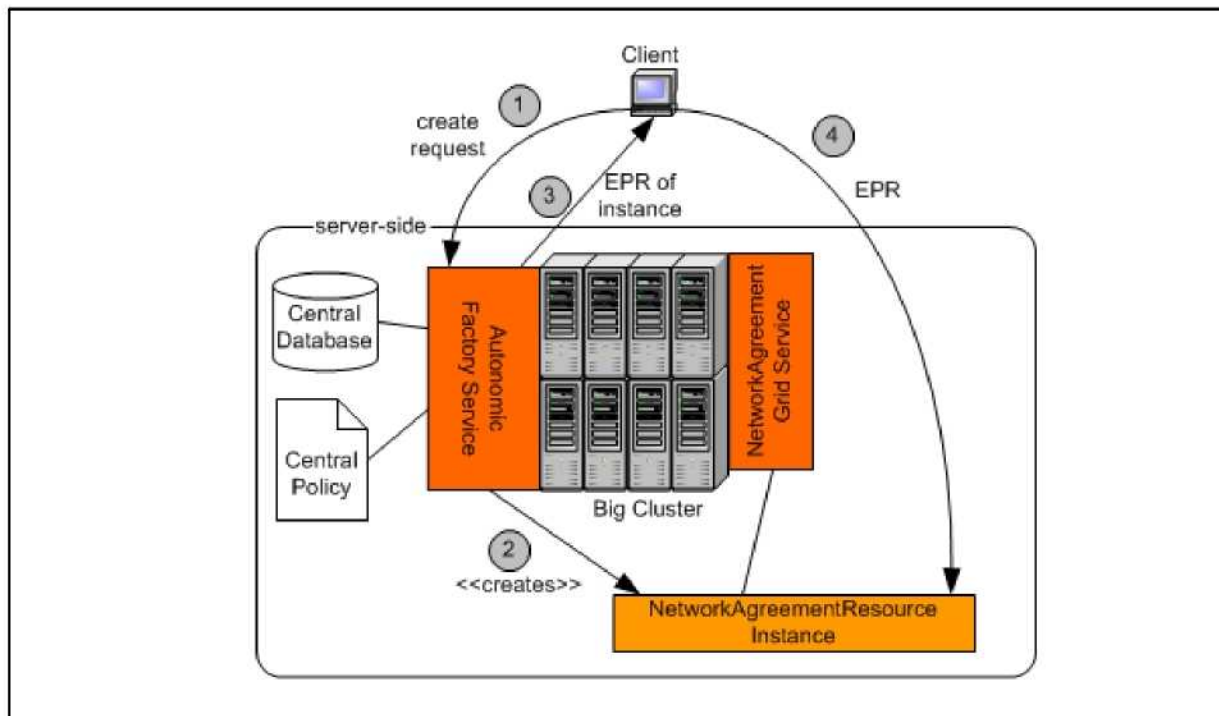 Client
1
create
request
4
3
EPR of
instance
EPR
server-side
Central
Database
Autonomic
Factory Service
NetworkAgreement
Grid Service
Central
Policy
Big Cluster
2
<<creates>>
NetworkAgreementResource
Instance